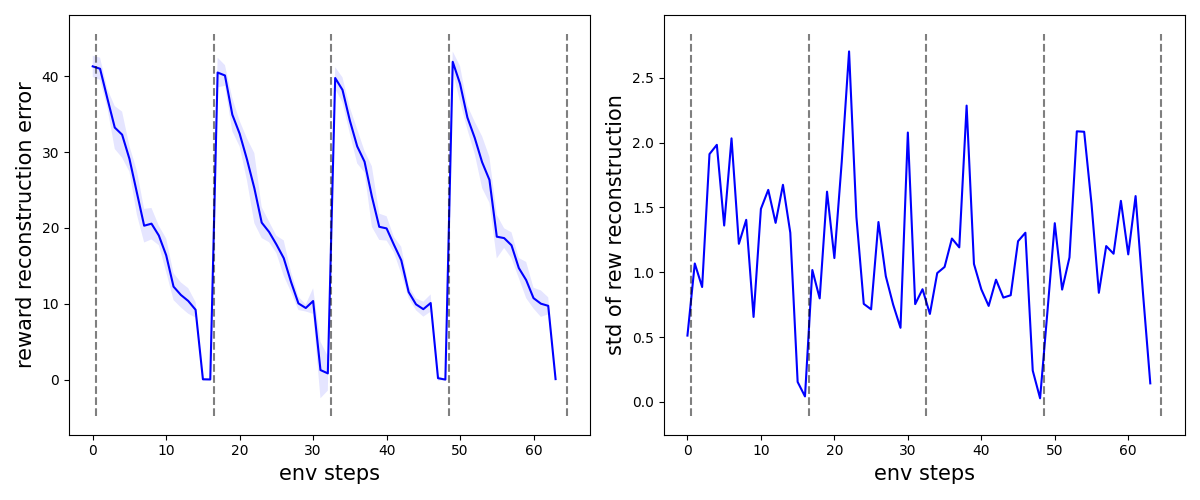 reward reconstruction error
40
30
20
10
0
0 10 20 30 40 50 60
env steps
std of rew reconstruction
2.5
2.0
1.5
1.0
0.5
0.0
0 10 20 30 40 50 60
env steps